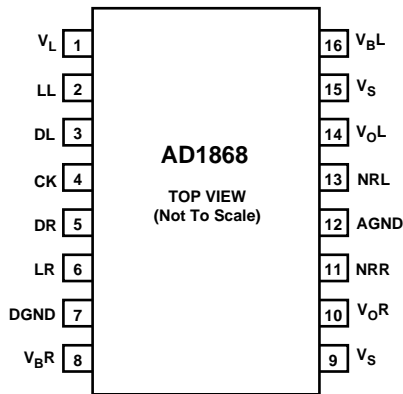 V_L 1
LL 2
DL 3
CK 4
DR 5
LR 6
DGND 7
V_BR 8
AD1868
TOP VIEW
(Not To Scale)
16 V_BL
15 V_S
14 V_OL
13 NRL
12 AGND
11 NRR
10 V_OR
9 V_S